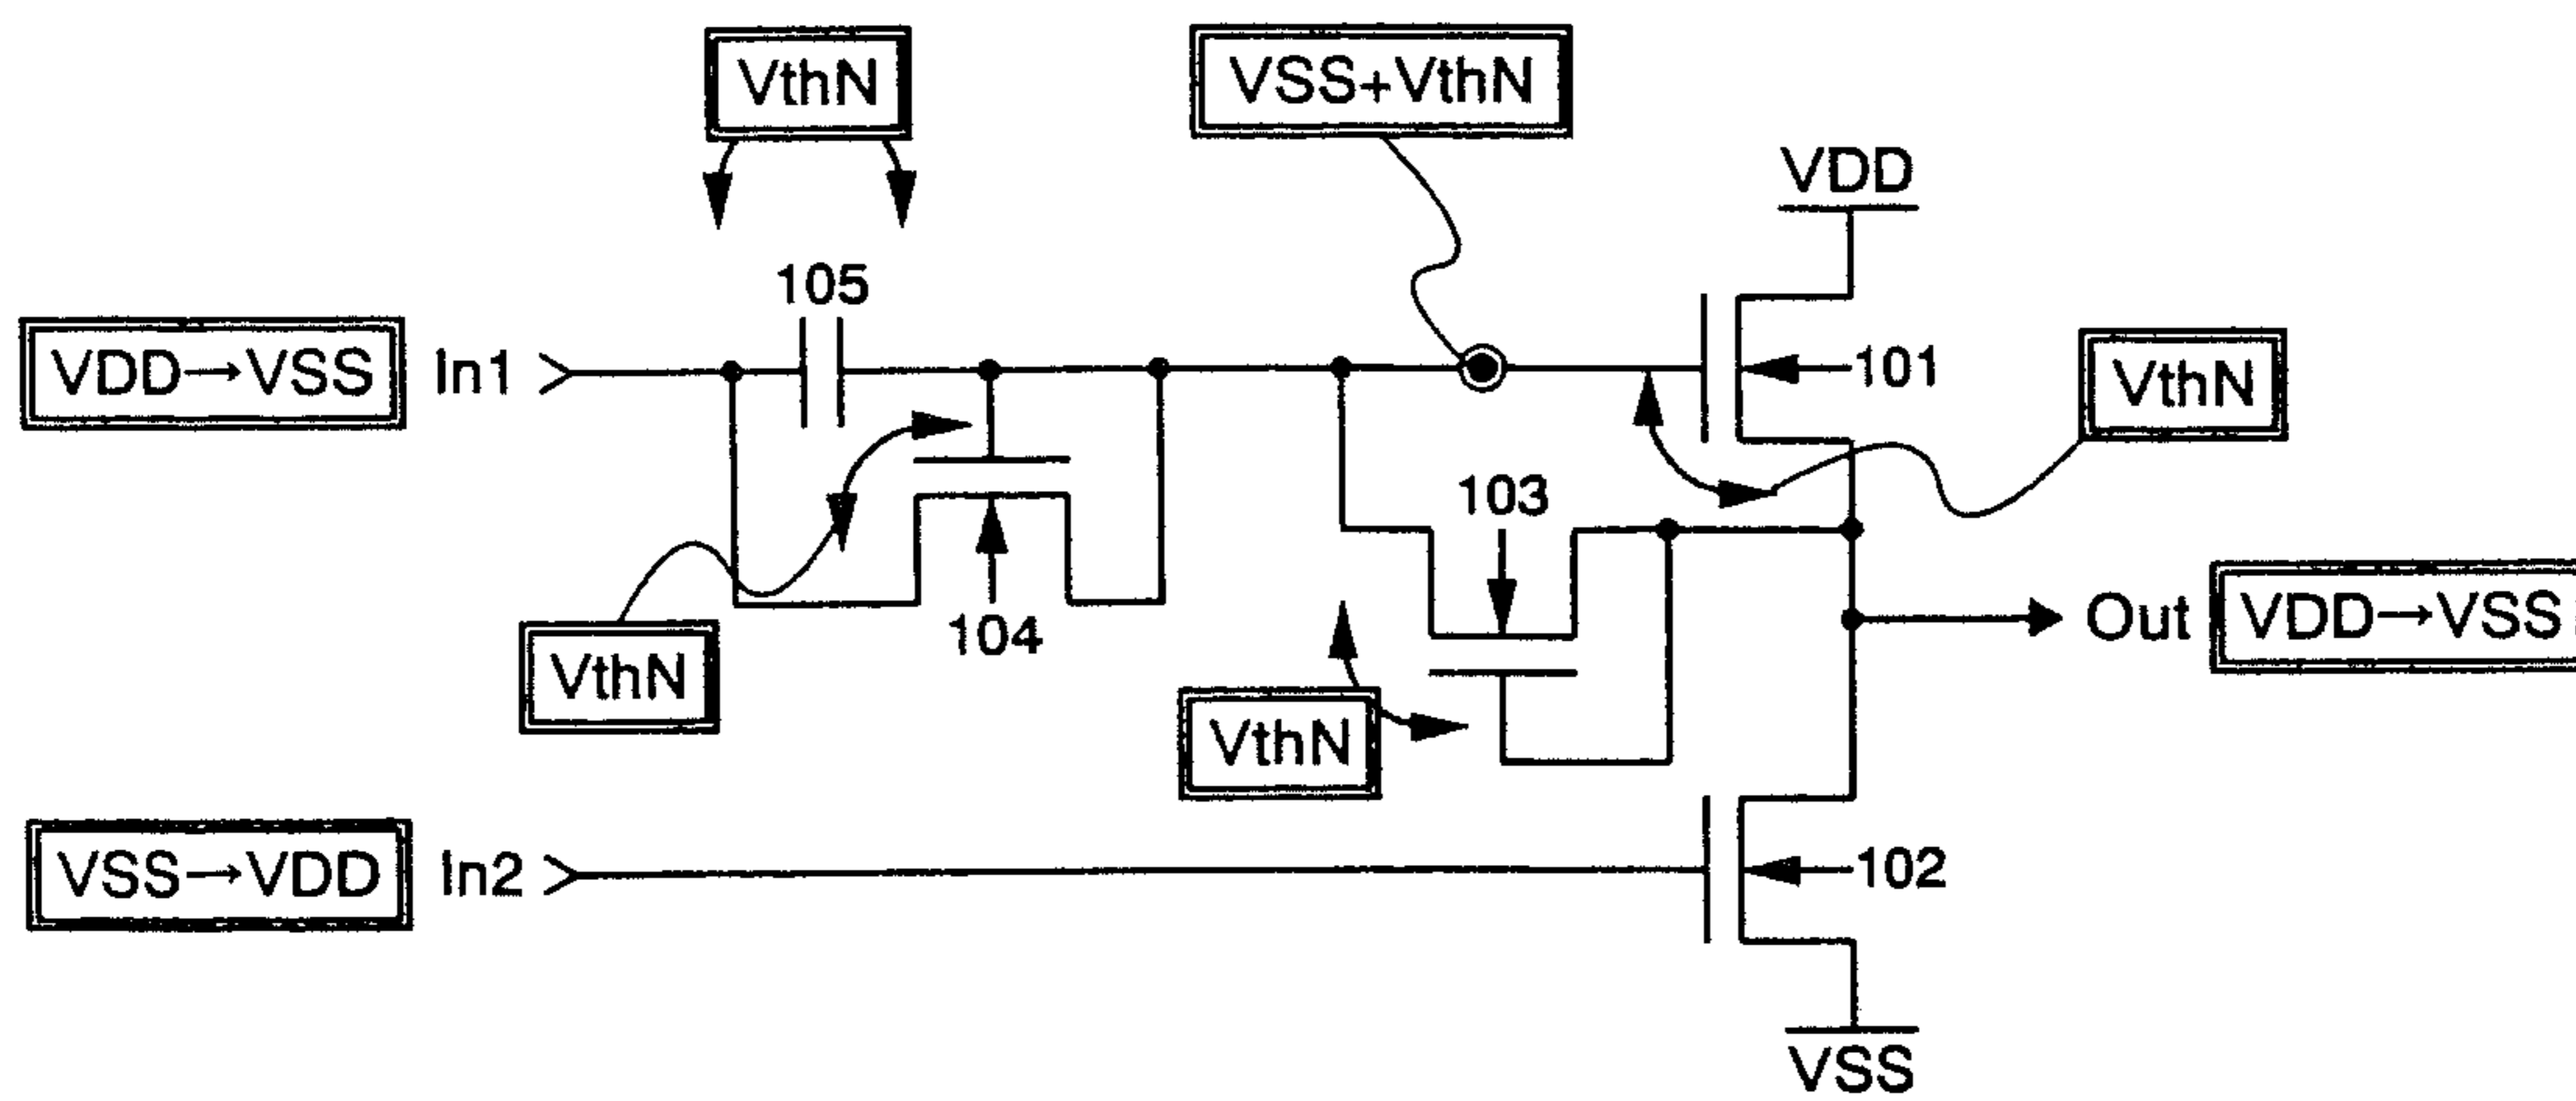 VthN
VSS+VthN
VDD
105
VDD→VSS
In1
101
VthN
103
104
VthN
VthN
Out
VDD→VSS
VSS→VDD
In2
102
VSS